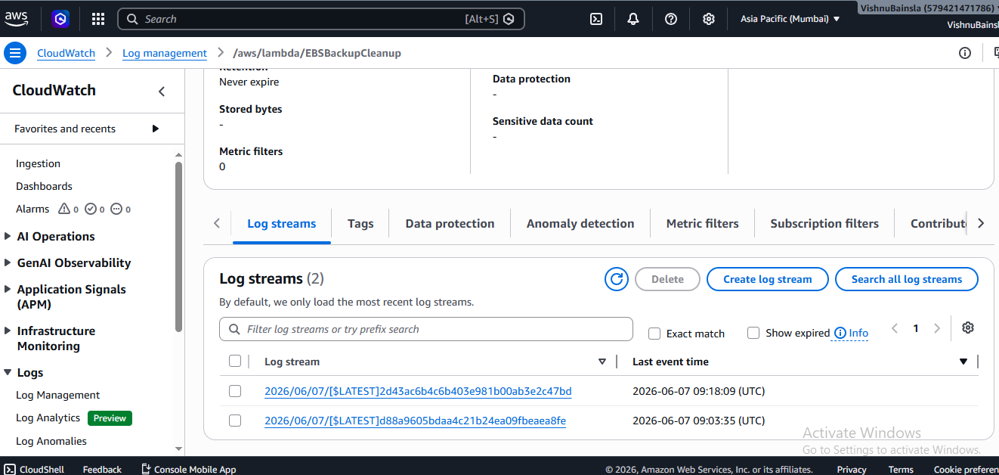 aws
Search [Alt+S]
Asia Pacific (Mumbai)
VishnuBainsla (579421471786)
CloudWatch
Log management
/aws/lambda/EBSBackupCleanup
CloudWatch
Favorites and recents
Ingestion
Dashboards
Alarms 0 0 0
AI Operations
GenAI Observability
Application Signals
(APM)
Infrastructure
Monitoring
Logs
Log Management
Log Analytics Preview
Log Anomalies
Retention
Never expire
Stored bytes
-
Metric filters
0
Data protection
-
Sensitive data count
-
Log streams
Tags
Data protection
Anomaly detection
Metric filters
Subscription filters
Log streams (2)
Delete
Create log stream
Search all log streams
By default, we only load the most recent log streams.
Filter log streams or try prefix search
Exact match
Show expired Info
1
Log stream
Last event time
2026/06/07/[$LATEST]2d43ac6b4c6b403e981b00ab3e2c47bd
2026-06-07 09:18:09 (UTC)
2026/06/07/[$LATEST]d88a9605bdaa4c21b24ea09fbeaea8fe
2026-06-07 09:03:35 (UTC)
Activate Windows
Go to Settings to activate Windows.
CloudShell
Feedback
Console Mobile App
© 2026, Amazon Web Services, Inc. or its affiliates.
Privacy
Terms
Cookie